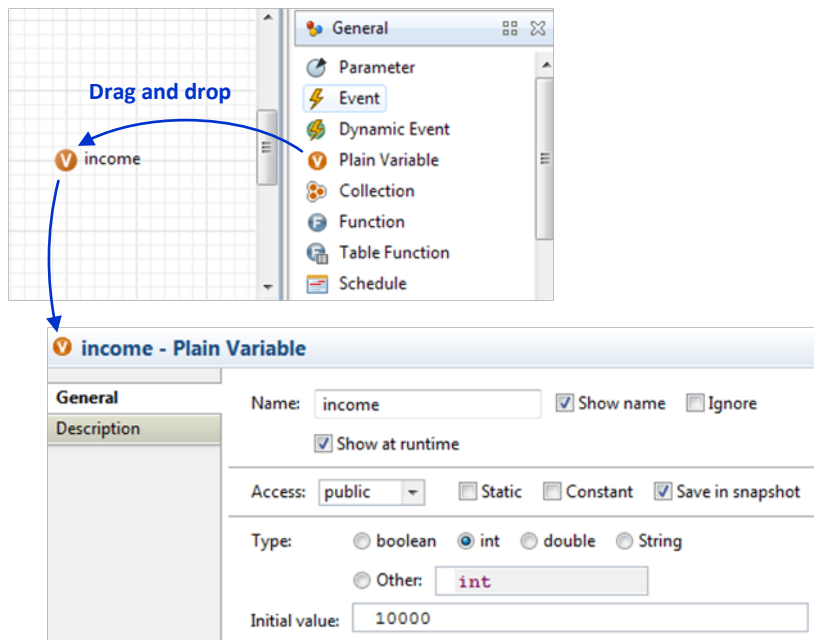 General
Parameter
Drag and drop
Event
Dynamic Event
income
Plain Variable
Collection
Function
Table Function
Schedule
income - Plain Variable
General
Description
Name: income Show name Ignore
Show at runtime
Access: public Static Constant Save in snapshot
Type: boolean int double String
Other: int
Initial value: 10000